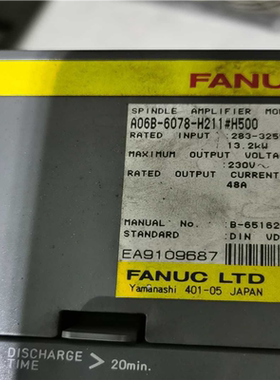 FANUC
SPINDLE AMPLIFIER MO
A06B-6078-H211#H500
RATED INPUT 283-325
13.2kW
MAXIMUM OUTPUT VOLTA
230V~
RATED OUTPUT CURRENT
48A
MANUAL No. B-65162
STANDARD :DIN VD
EA9109687
FANUC LTD
Yamanashi 401-05 JAPAN
DISCHARGE
TIME > 20min.